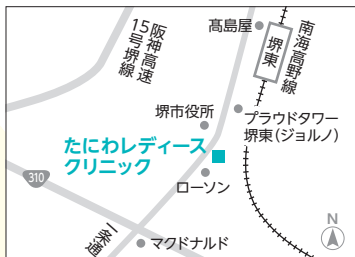 髙島屋
南海高野線
堺東
阪神高速
15号堺線
堺市役所
プラウドタワー
堺東(ジョルノ)
たにわレディース
クリニック
ローソン
310
一条通
マクドナルド
N